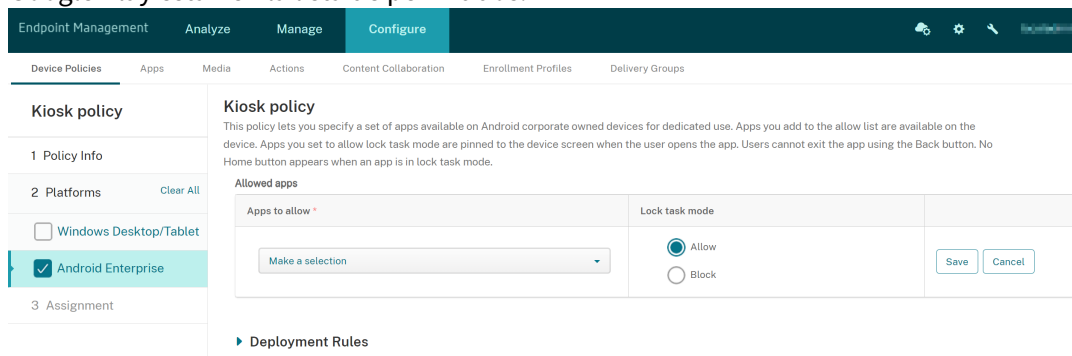 Endpoint Management Analyze Manage Configure
Device Policies Apps Media Actions Content Collaboration Enrollment Profiles Delivery Groups
Kiosk policy
1 Policy Info
2 Platforms Clear All
Windows Desktop/Tablet
Android Enterprise
3 Assignment
Kiosk policy
This policy lets you specify a set of apps available on Android corporate owned devices for dedicated use. Apps you add to the allow list are available on the
device. Apps you set to allow lock task mode are pinned to the device screen when the user opens the app. Users cannot exit the app using the Back button. No
Home button appears when an app is in lock task mode.
Allowed apps
Apps to allow * Lock task mode
Make a selection
Allow
Block
Save Cancel
Deployment Rules